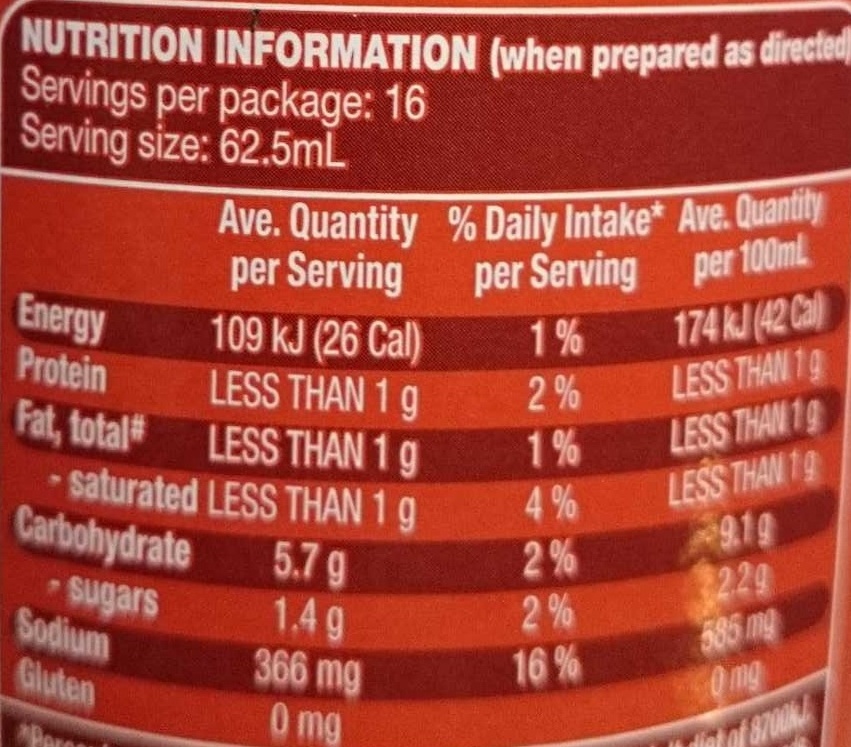 NUTRITION INFORMATION (when prepared as directed)
Servings per package: 16
Serving size: 62.5mL
Ave. Quantity % Daily Intake* Ave. Quantity
per Serving per Serving per 100mL
Energy 109 kJ (26 Cal) 1 % 174 kJ (42 Cal)
Protein LESS THAN 1 g 2 % LESS THAN 1 g
Fat, total# LESS THAN 1 g 1 % LESS THAN 1 g
- saturated LESS THAN 1 g 4 % LESS THAN 1 g
Carbohydrate 5.7 g 2 % 9.1 g
- sugars 1.4 g 2 % 2.2 g
Sodium 366 mg 16 % 585 mg
Gluten 0 mg 0 mg
diet of 8700kJ.